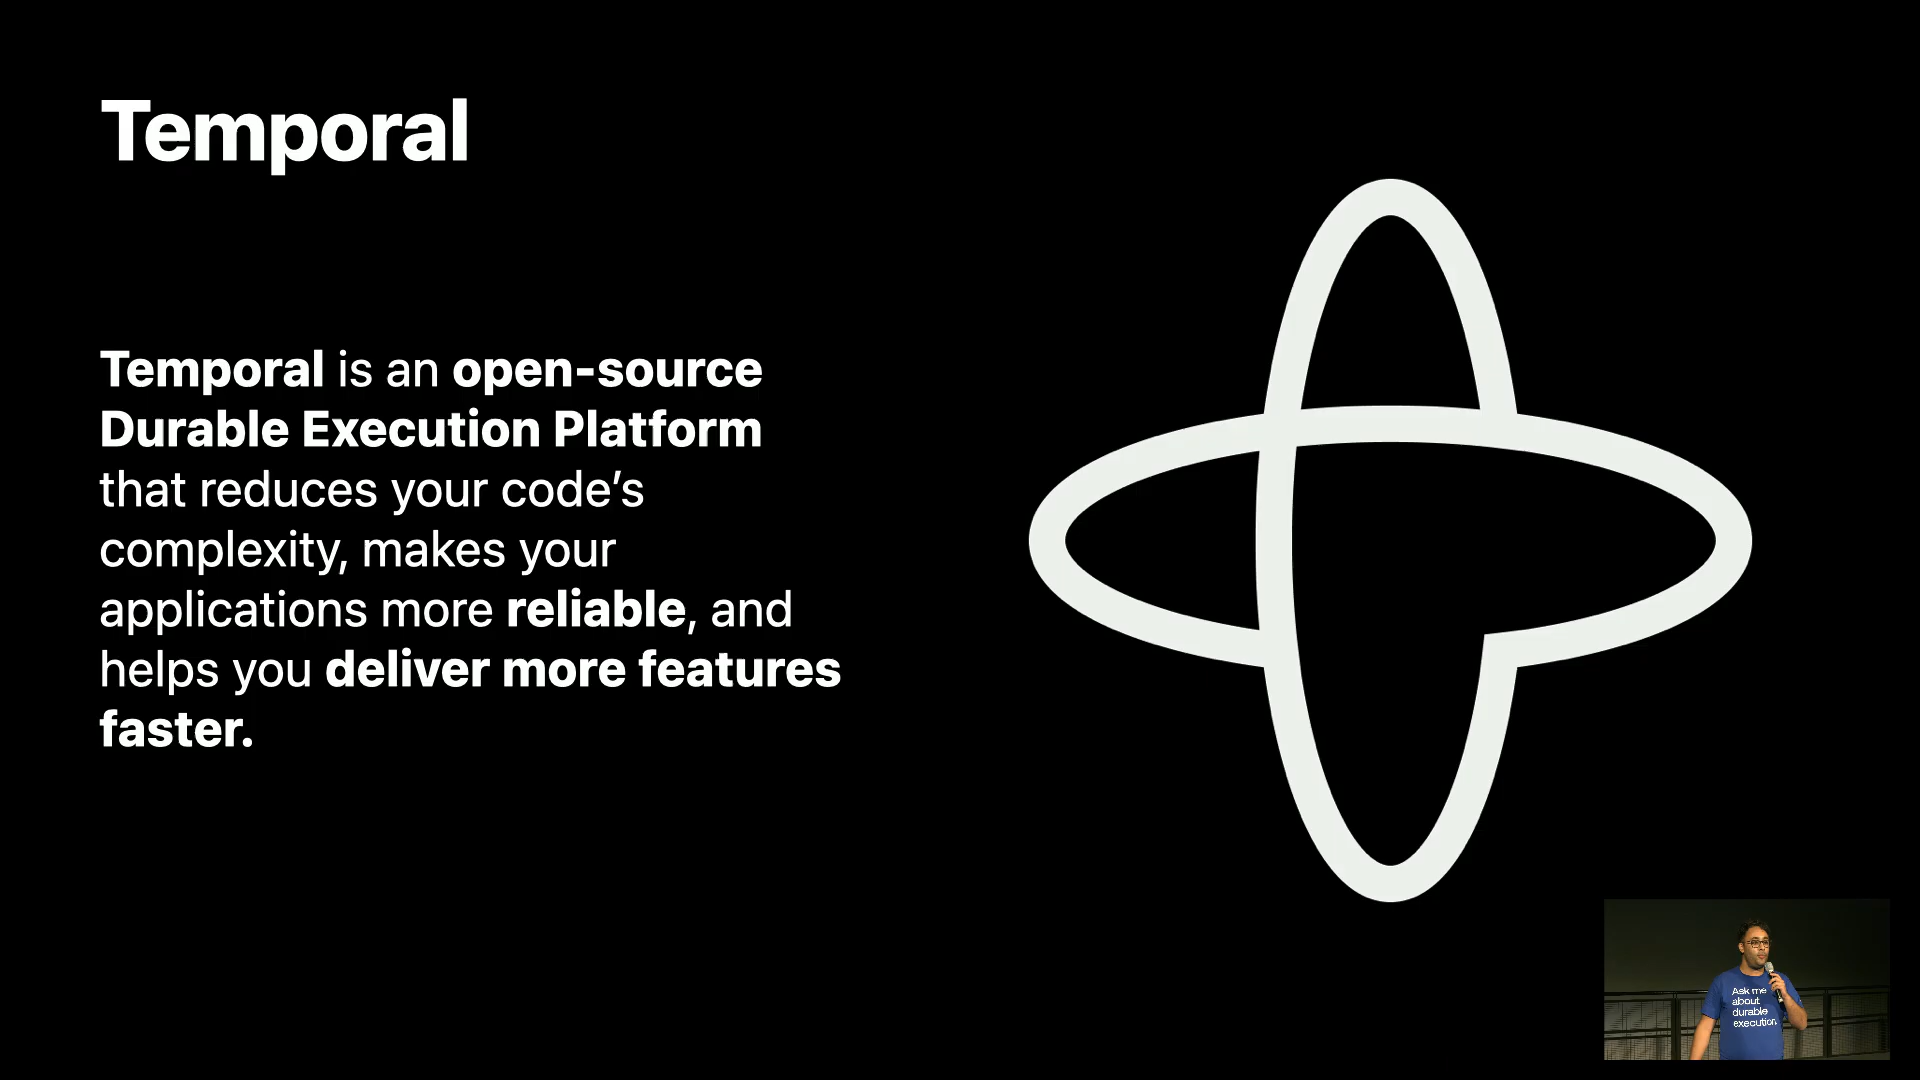 Temporal
Temporal is an open-source
Durable Execution Platform
that reduces your code’s
complexity, makes your
applications more reliable, and
helps you deliver more features
faster.
Ask me
about
durable
execution